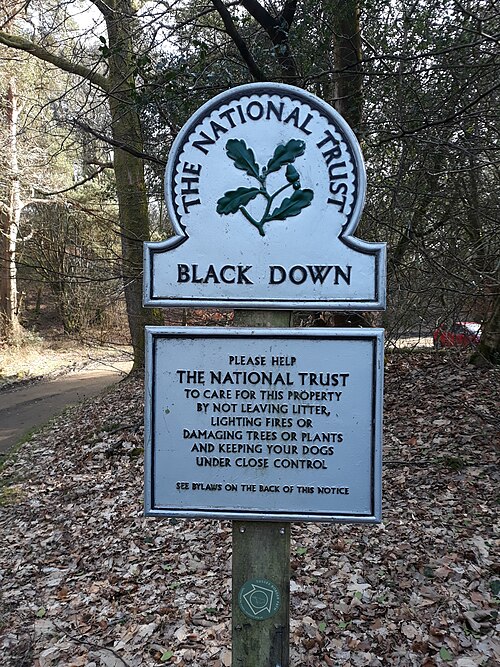 THE NATIONAL TRUST
BLACK DOWN
PLEASE HELP
THE NATIONAL TRUST
TO CARE FOR THIS PROPERTY
BY NOT LEAVING LITTER,
LIGHTING FIRES OR
DAMAGING TREES OR PLANTS
AND KEEPING YOUR DOGS
UNDER CLOSE CONTROL
SEE BYLAWS ON THE BACK OF THIS NOTICE